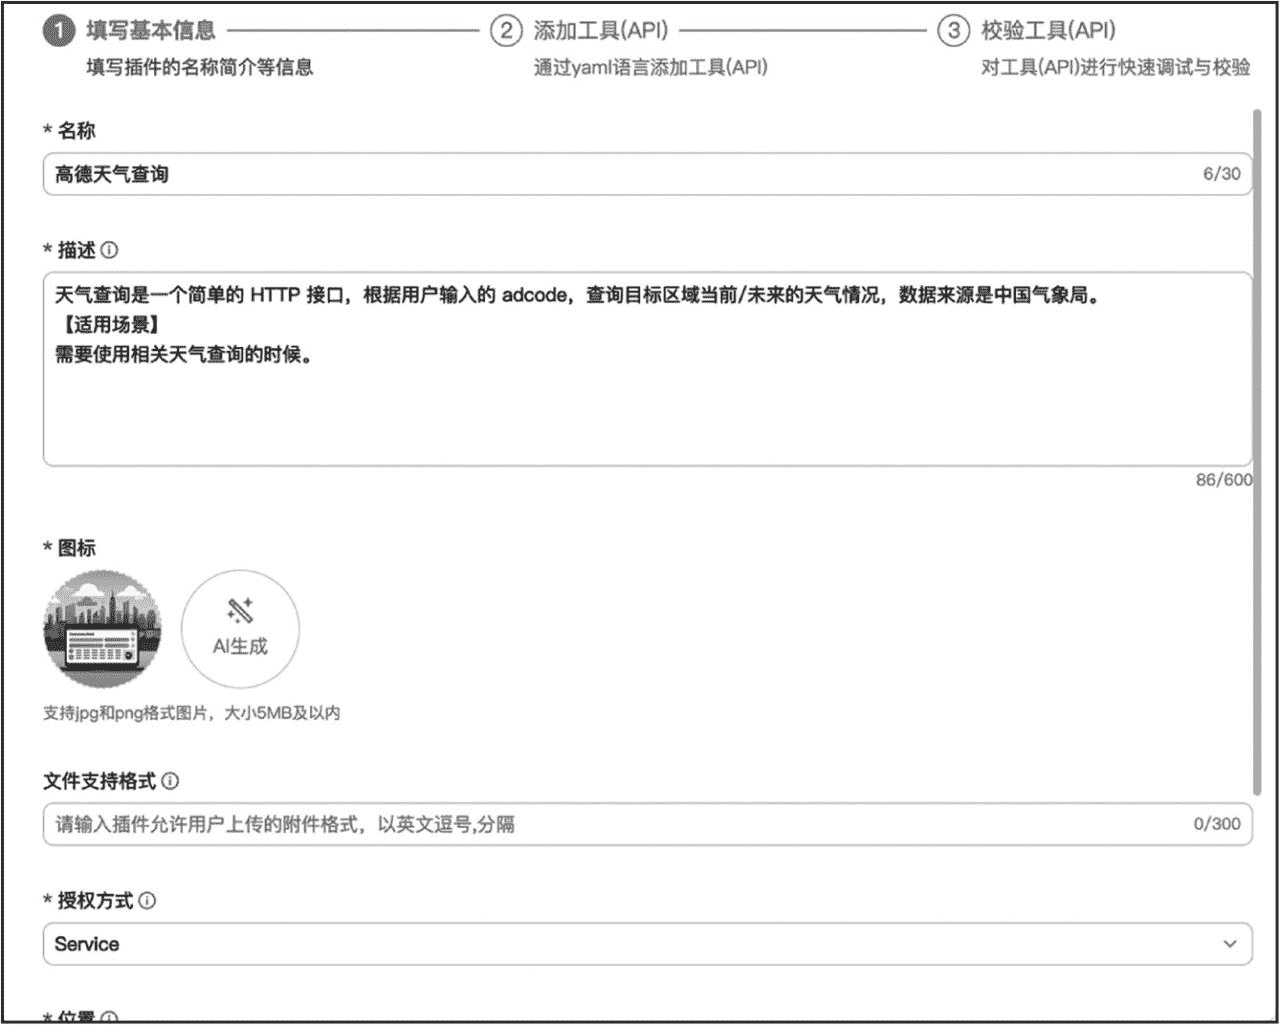 1 填写基本信息
填写插件的名称简介等信息
2 添加工具(API)
通过yaml语言添加工具(API)
3 校验工具(API)
对工具(API)进行快速调试与校验
* 名称
高德天气查询 6/30
* 描述
天气查询是一个简单的 HTTP 接口，根据用户输入的 adcode，查询目标区域当前/未来的天气情况，数据来源是中国气象局。
【适用场景】
需要使用相关天气查询的时候。
86/600
* 图标
AI生成
支持jpg和png格式图片，大小5MB及以内
文件支持格式
请输入插件允许用户上传的附件格式，以英文逗号,分隔 0/300
* 授权方式
Service
* 位置